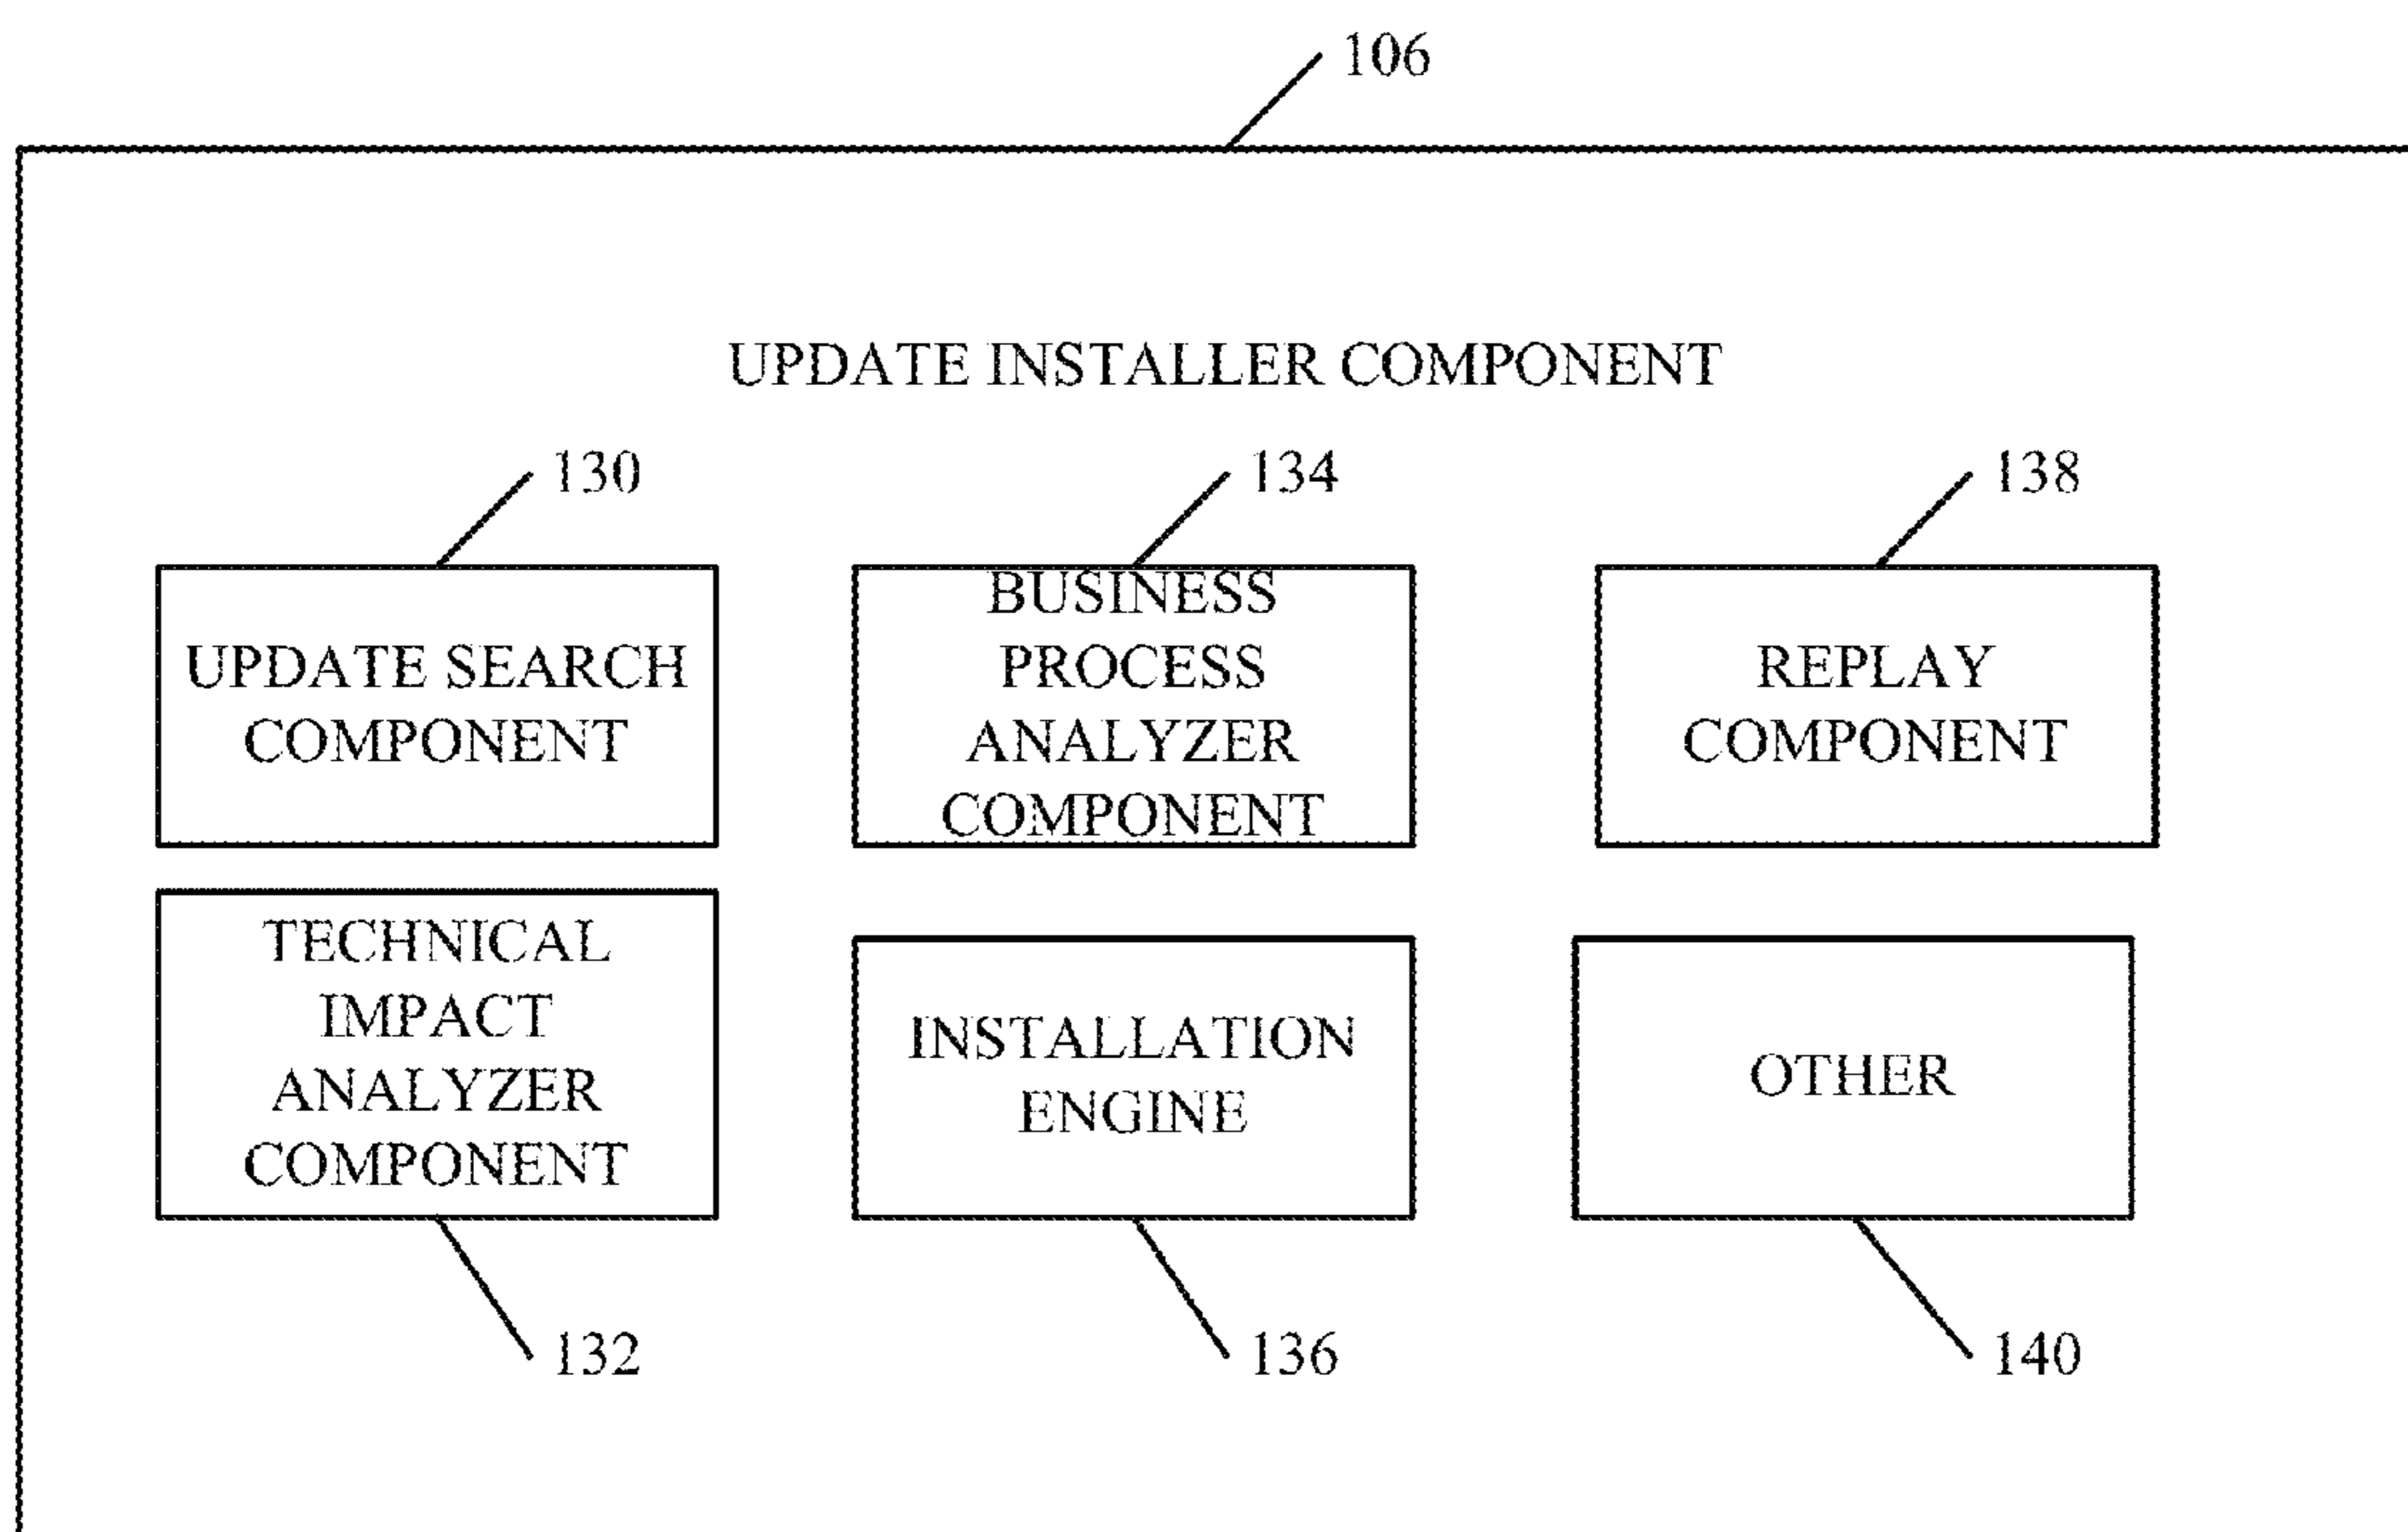 106
UPDATE INSTALLER COMPONENT
130
134
138
UPDATE SEARCH
COMPONENT
BUSINESS
PROCESS
ANALYZER
COMPONENT
REPLAY
COMPONENT
TECHNICAL
IMPACT
ANALYZER
COMPONENT
INSTALLATION
ENGINE
OTHER
132
136
140